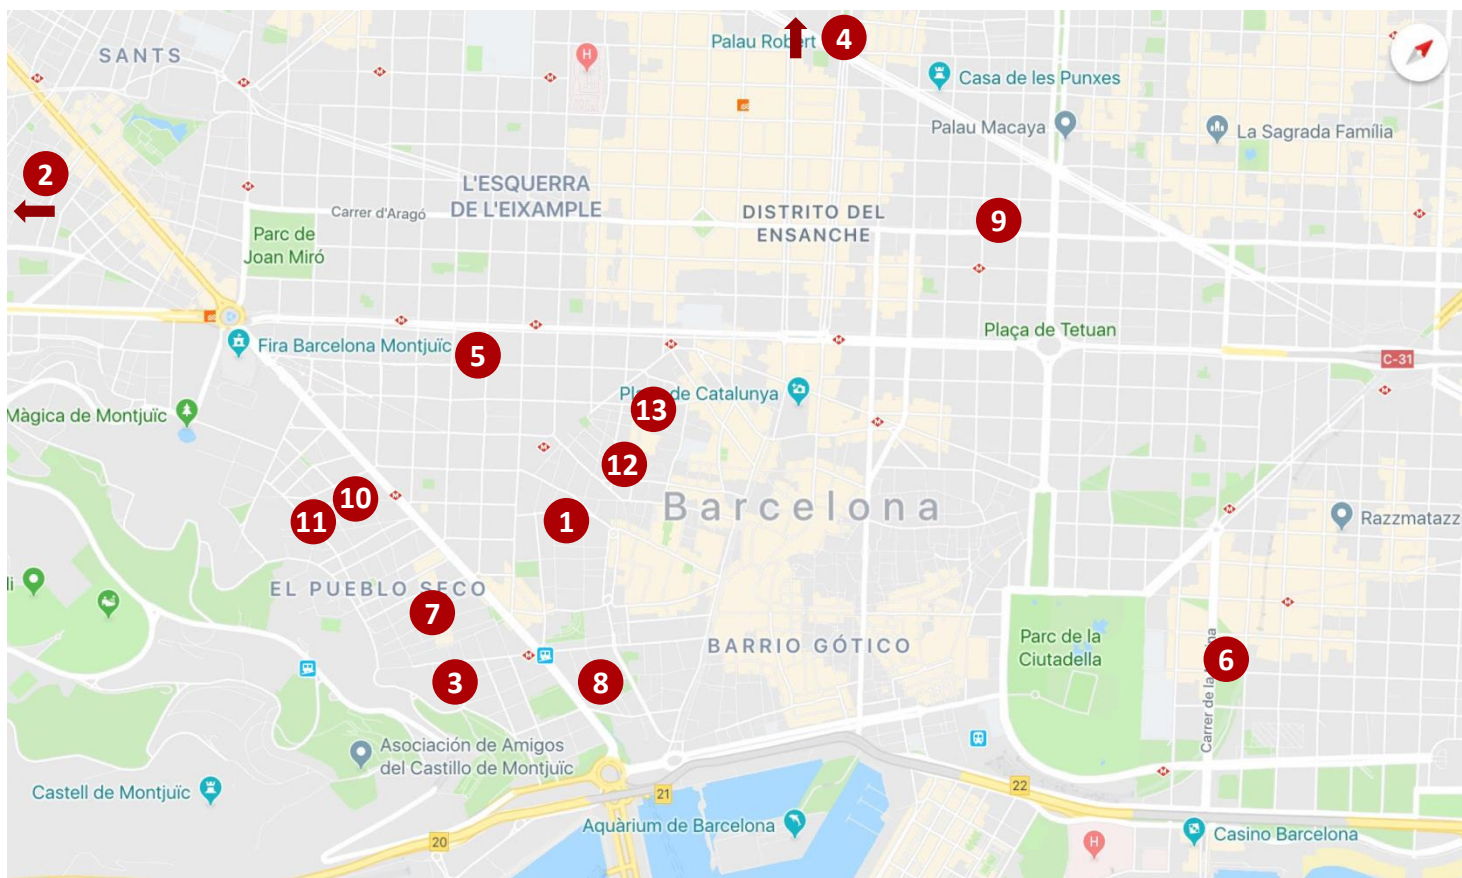 SANTS
Palau Robert
4
Casa de les Punxes
Palau Macaya
La Sagrada Família
2
L'ESQUERRA
DE L'EIXAMPLE
Carrer d'Aragó
DISTRITO DEL
ENSANCHE
9
Parc de
Joan Miró
Plaça de Tetuan
Fira Barcelona Montjuïc
5
C-31
de Catalunya
13
Màgica de Montjuïc
12
10
11
1
Barcelona
Razzmatazz
EL PUEBLO SECO
7
BARRIO GÓTICO
Parc de la
Ciutadella
6
3
8
Carrer de la
Asociación de Amigos
del Castillo de Montjuïc
Castell de Montjuïc
21
22
20
Aquàrium de Barcelona
Casino Barcelona
H
H